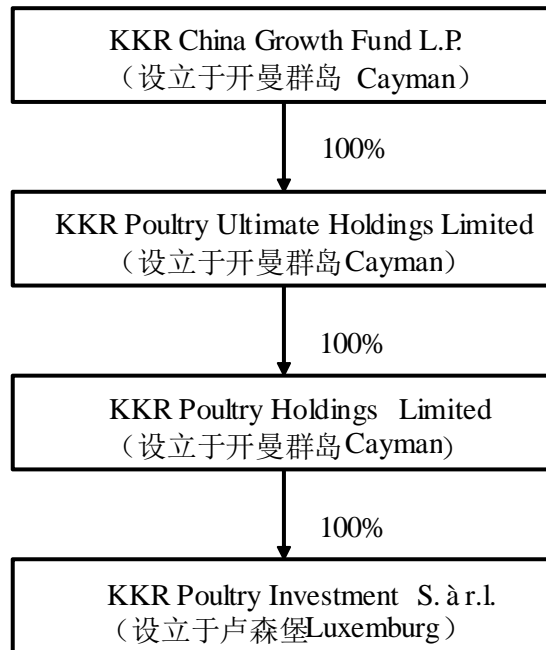 KKR China Growth Fund L.P.
（设立于开曼群岛 Cayman）
100%
KKR Poultry Ultimate Holdings Limited
（设立于开曼群岛Cayman）
100%
KKR Poultry Holdings Limited
（设立于开曼群岛Cayman）
100%
KKR Poultry Investment S. à r.l.
（设立于卢森堡Luxemburg）